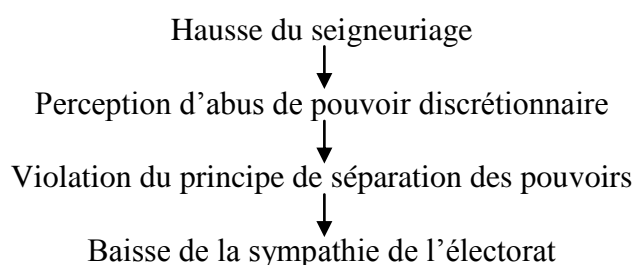 Hausse du seigneuriage
Perception d’abus de pouvoir discrétionnaire
Violation du principe de séparation des pouvoirs
Baisse de la sympathie de l’électorat